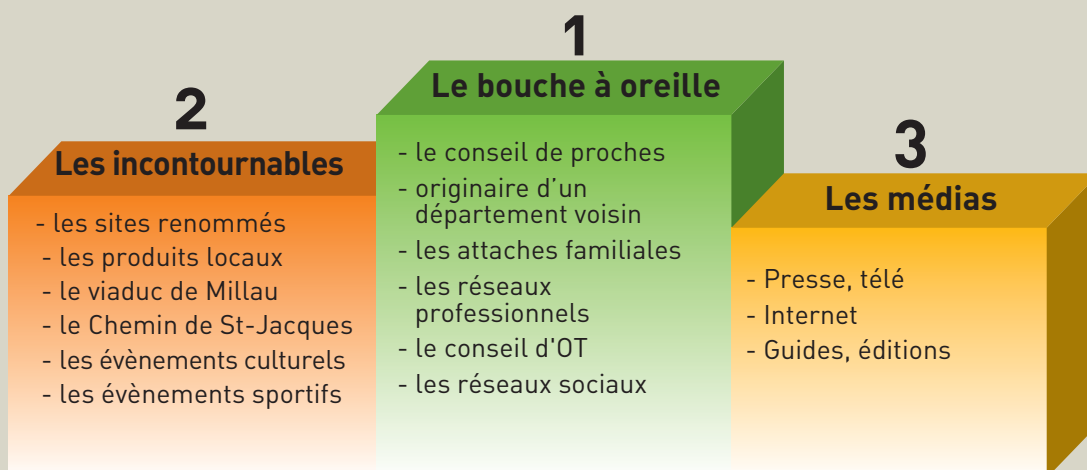 1
Le bouche à oreille
- le conseil de proches
- originaire d’un
département voisin
- les attaches familiales
- les réseaux
professionnels
- le conseil d'OT
- les réseaux sociaux
2
Les incontournables
- les sites renommés
- les produits locaux
- le viaduc de Millau
- le Chemin de St-Jacques
- les évènements culturels
- les évènements sportifs
3
Les médias
- Presse, télé
- Internet
- Guides, éditions